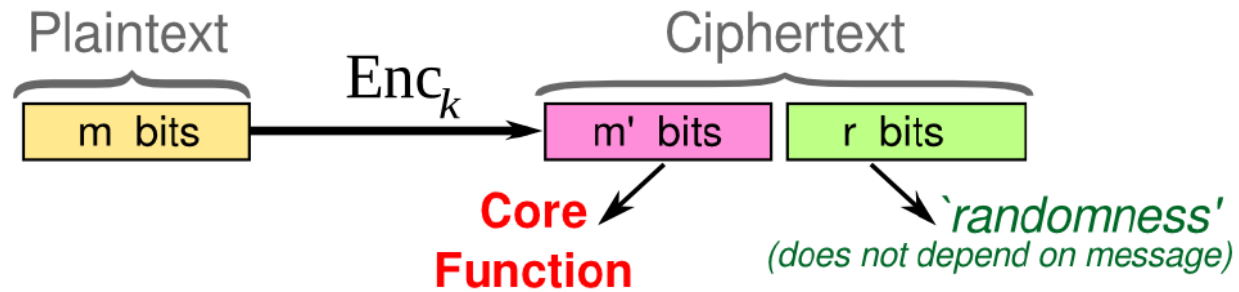 Plaintext
Ciphertext
Enc_k
m bits
m' bits
r bits
Core
Function
`randomness'
(does not depend on message)